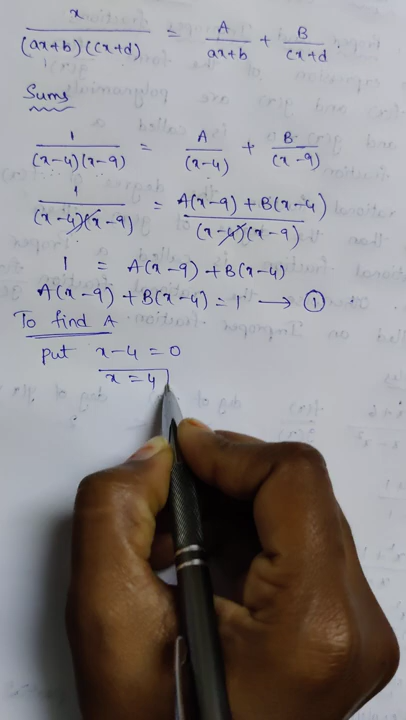 x/((ax+b)(cx+d)) = A/(ax+b) + B/(cx+d)
Sums
1/((x-4)(x-9)) = A/(x-4) + B/(x-9)
1/((x-4)(x-9)) = (A(x-9) + B(x-4))/((x-4)(x-9))
1 = A(x-9) + B(x-4)
A(x-9) + B(x-4) = 1 → ①
To find A
put x-4 = 0
x = 4